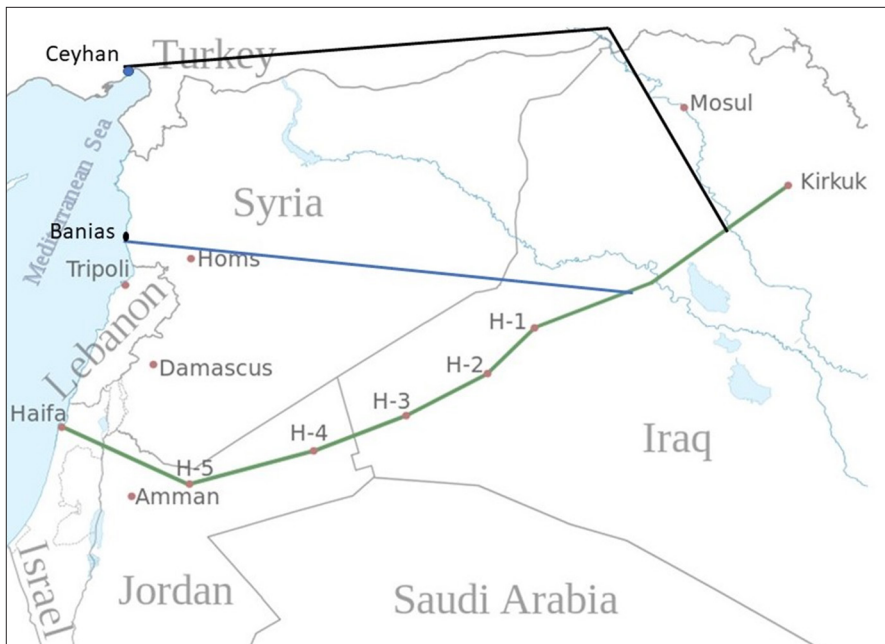 Ceyhan
Turkey
Mosul
Mediterranean Sea
Kirkuk
Syria
Banias
Homs
Tripoli
Lebanon
H-1
H-2
Damascus
H-3
Haifa
H-4
Iraq
H-5
Amman
Israel
Jordan
Saudi Arabia